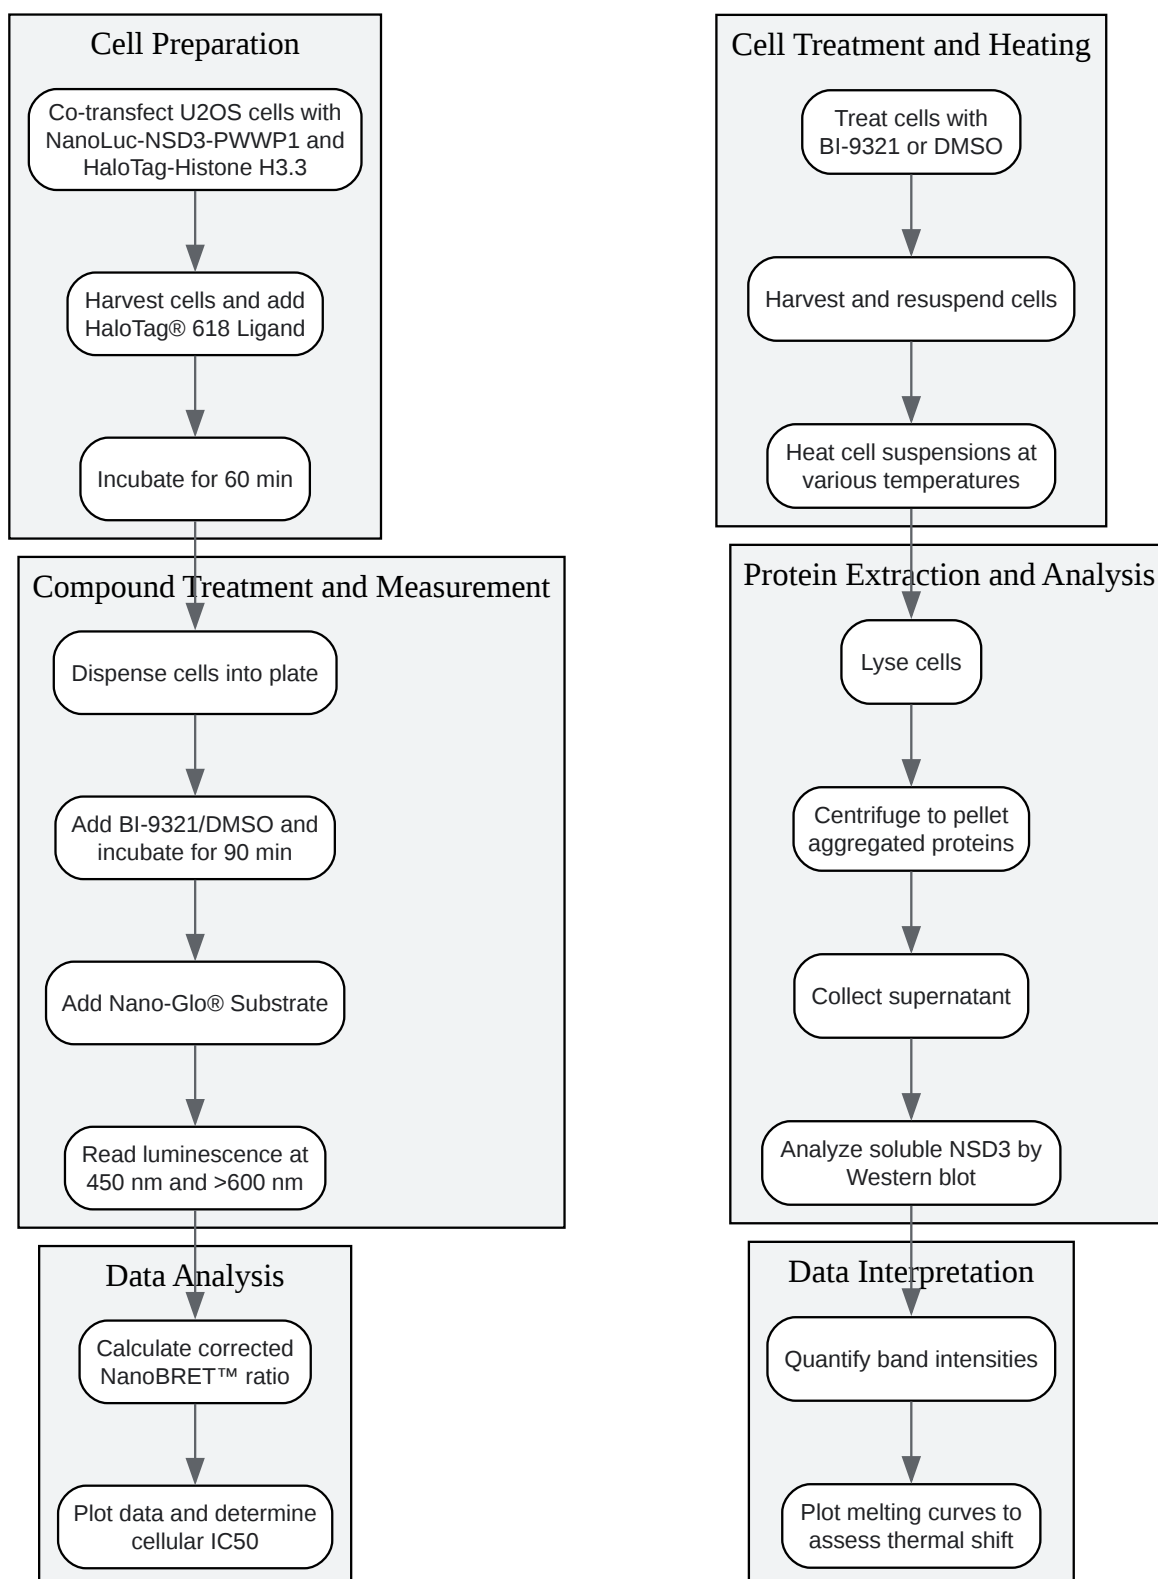 Cell Preparation
Co-transfect U2OS cells with
NanoLuc-NSD3-PWWP1 and
HaloTag-Histone H3.3
Harvest cells and add
HaloTag® 618 Ligand
Incubate for 60 min
Compound Treatment and Measurement
Dispense cells into plate
Add BI-9321/DMSO and
incubate for 90 min
Add Nano-Glo® Substrate
Read luminescence at
450 nm and >600 nm
Data Analysis
Calculate corrected
NanoBRET™ ratio
Plot data and determine
cellular IC50
Cell Treatment and Heating
Treat cells with
BI-9321 or DMSO
Harvest and resuspend cells
Heat cell suspensions at
various temperatures
Protein Extraction and Analysis
Lyse cells
Centrifuge to pellet
aggregated proteins
Collect supernatant
Analyze soluble NSD3 by
Western blot
Data Interpretation
Quantify band intensities
Plot melting curves to
assess thermal shift